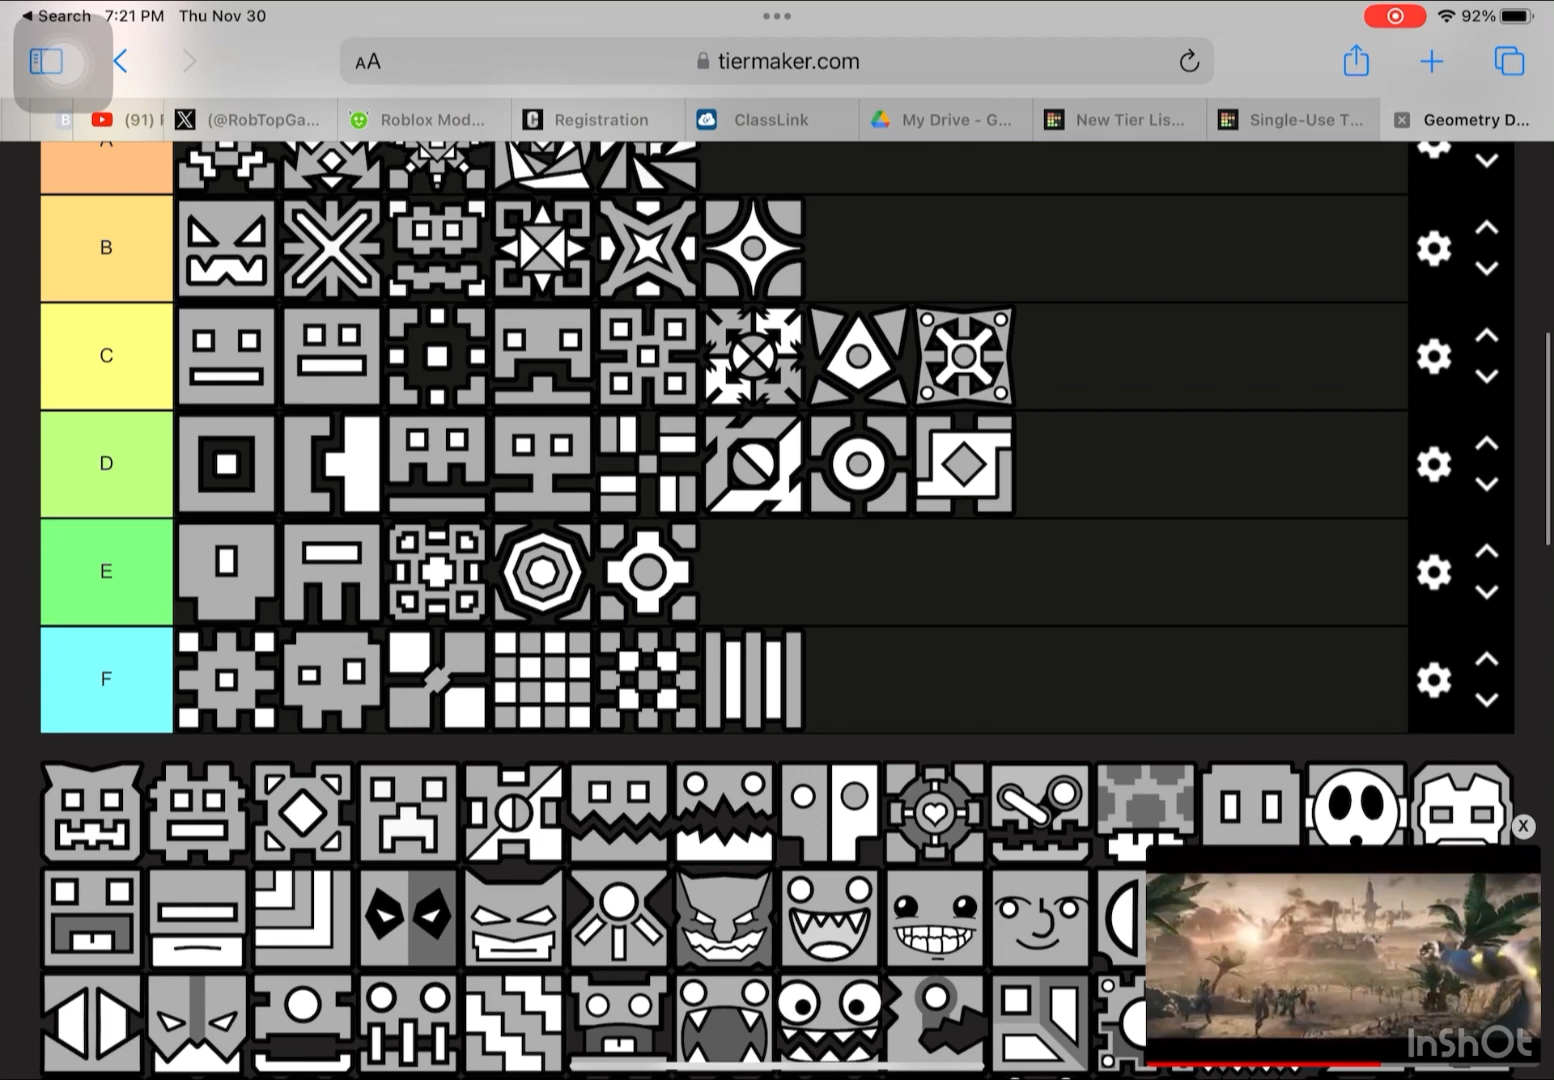 Search 7:21 PM Thu Nov 30
92%
AA
tiermaker.com
B
(91)
(@RobTopGa...
Roblox Mod...
Registration
ClassLink
My Drive - G...
New Tier Lis...
Single-Use T...
Geometry D...
A
B
C
D
E
F
X
InShOt